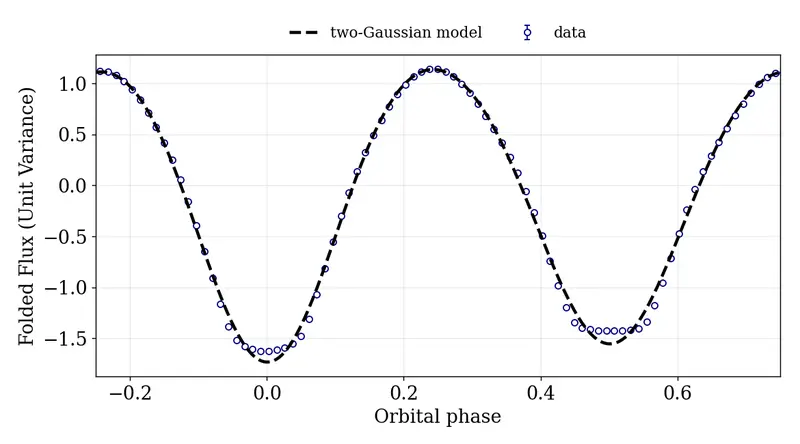 two-Gaussian model
data
Folded Flux (Unit Variance)
1.0
0.5
0.0
−0.5
−1.0
−1.5
−0.2
0.0
0.2
0.4
0.6
Orbital phase